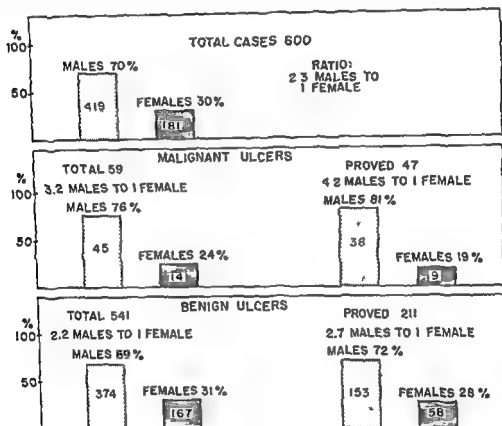 %
TOTAL CASES 600
100
MALES 70%
RATIO:
2 3 MALES TO
1 FEMALE
50
FEMALES 30%
419
181
MALIGNANT ULCERS
%
TOTAL 59
PROVED 47
100
3.2 MALES TO 1 FEMALE
4 2 MALES TO 1 FEMALE
MALES 76%
MALES 81%
50
45
38
FEMALES 24%
FEMALES 19%
14
9
BENIGN ULCERS
%
TOTAL 541
PROVED 211
100
2.2 MALES TO 1 FEMALE
2.7 MALES TO 1 FEMALE
MALES 69%
MALES 72%
50
374
FEMALES 31%
153
FEMALES 28%
167
58